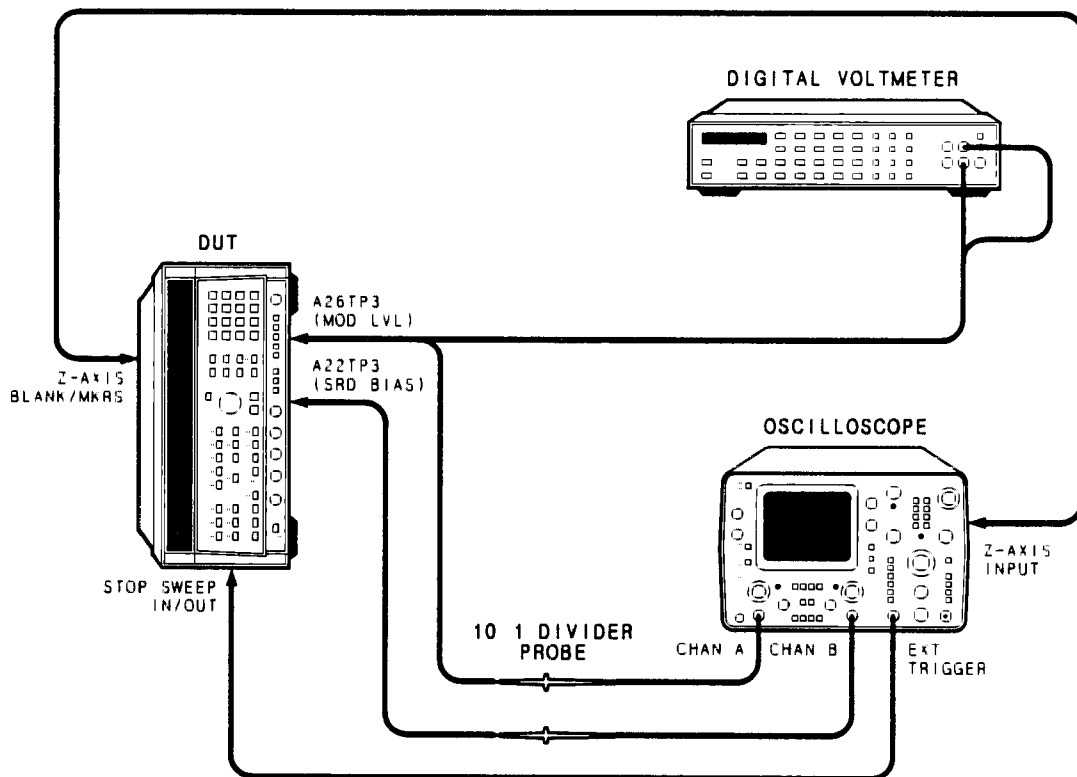 DIGITAL VOLTMETER
DUT
A26TP3
(MOD LVL)
A22TP3
(SRD BIAS)
Z-AXIS
BLANK/MKRS
OSCILLOSCOPE
Z-AXIS
INPUT
STOP SWEEP
IN/OUT
10 1 DIVIDER
PROBE
CHAN A
CHAN B
EXT
TRIGGER